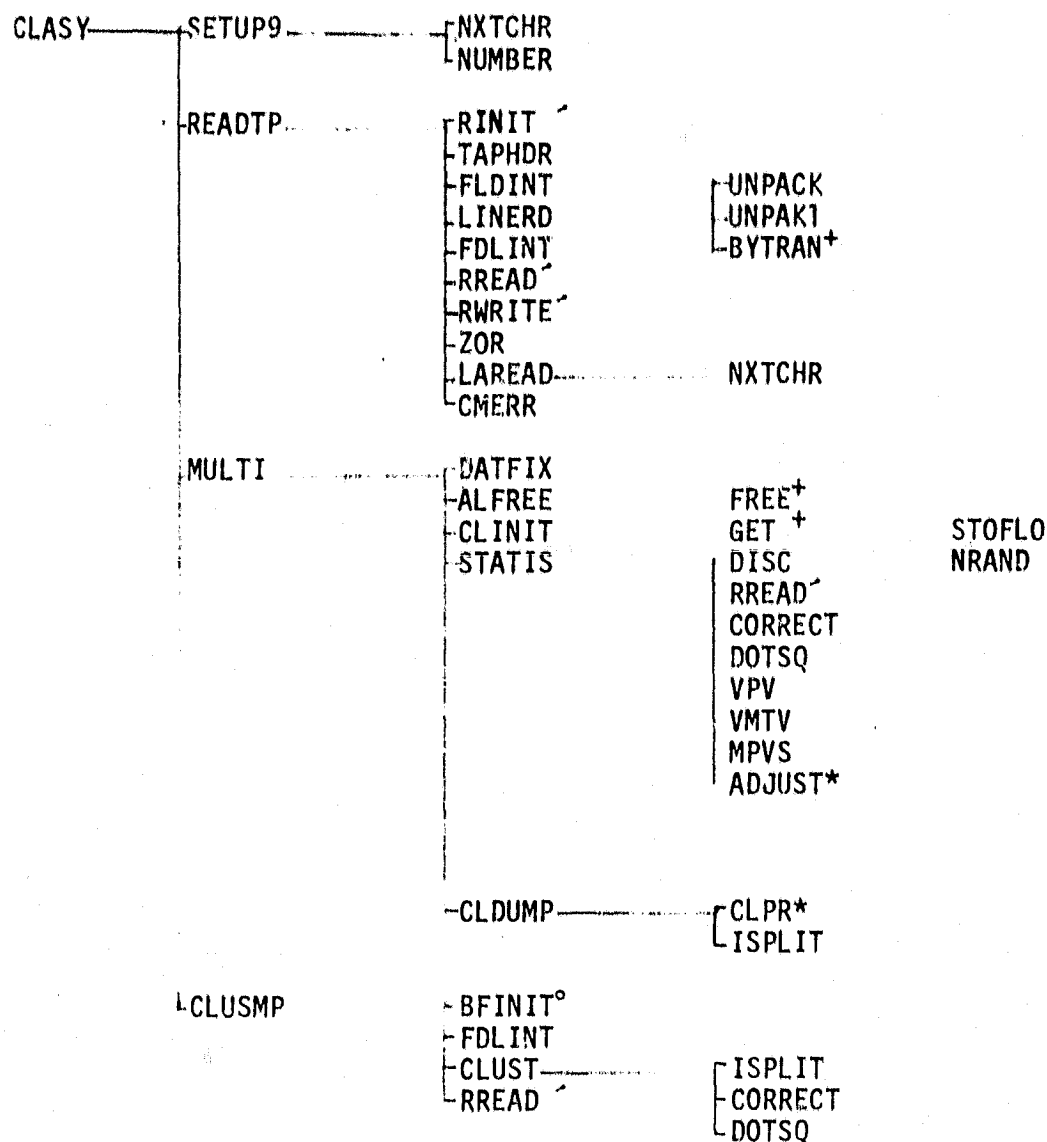 CLASY SETUP9 NXTCHR
NUMBER
READTP RINIT´
TAPHDR
FLDINT UNPACK
LINERD UNPAK1
FDLINT BYTRAN+
RREAD´
RWRITE´
ZOR
LAREAD NXTCHR
CMERR
MULTI DATFIX
ALFREE FREE+
CLINIT GET + STOFLO
STATIS DISC NRAND
RREAD´
CORRECT
DOTSQ
VPV
VMTV
MPVS
ADJUST*
CLDUMP CLPR*
ISPLIT
CLUSMP BFINIT°
FDLINT
CLUST ISPLIT
RREAD´ CORRECT
DOTSQ